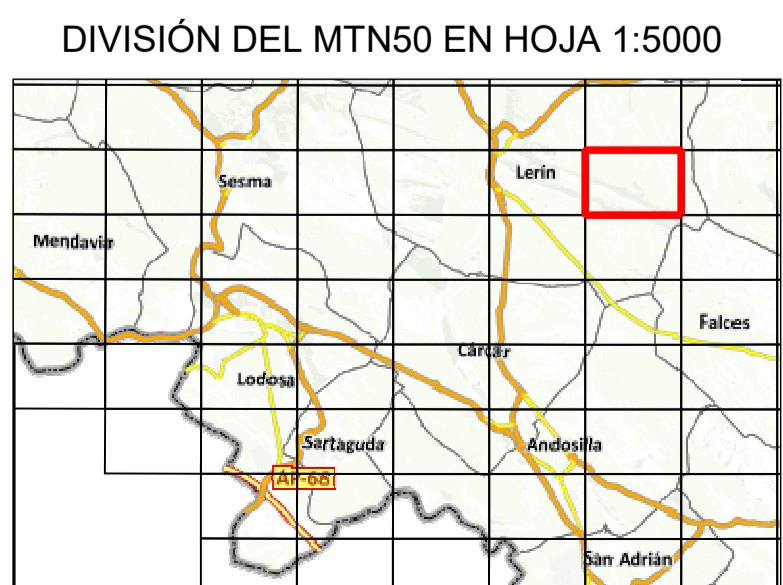 DIVISIÓN DEL MTN50 EN HOJA 1:5000
Lerín
Sesma
Mendavia
Falces
Cárcar
Lodosa
Sartaguda
Andosilla
AP-68
San Adrián